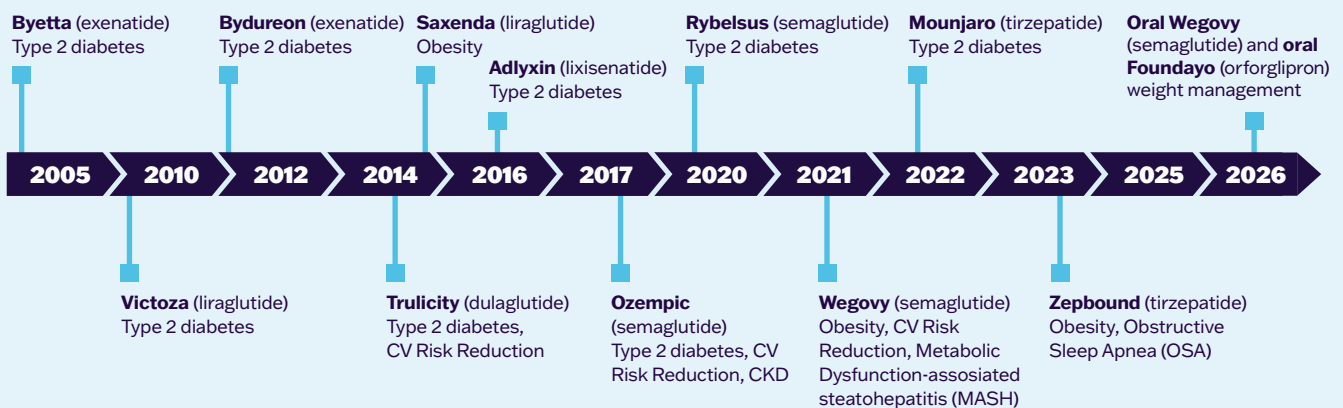 Byetta (exenatide)
Type 2 diabetes
Bydureon (exenatide)
Type 2 diabetes
Saxenda (liraglutide)
Obesity
Adlyxin (lixisenatide)
Type 2 diabetes
Rybelsus (semaglutide)
Type 2 diabetes
Mounjaro (tirzepatide)
Type 2 diabetes
Oral Wegovy
(semaglutide) and oral
Foundayo (orforglipron)
weight management
2005 2010 2012 2014 2016 2017 2020 2021 2022 2023 2025 2026
Victoza (liraglutide)
Type 2 diabetes
Trulicity (dulaglutide)
Type 2 diabetes,
CV Risk Reduction
Ozempic
(semaglutide)
Type 2 diabetes, CV
Risk Reduction, CKD
Wegovy (semaglutide)
Obesity, CV Risk
Reduction, Metabolic
Dysfunction-assosiated
steatohepatitis (MASH)
Zepbound (tirzepatide)
Obesity, Obstructive
Sleep Apnea (OSA)